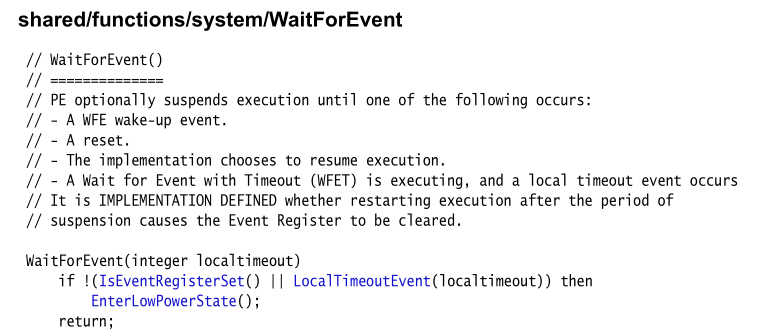 shared/functions/system/WaitForEvent
// WaitForEvent()
// ==============
// PE optionally suspends execution until one of the following occurs:
// - A WFE wake-up event.
// - A reset.
// - The implementation chooses to resume execution.
// - A Wait for Event with Timeout (WFET) is executing, and a local timeout event occurs
// It is IMPLEMENTATION DEFINED whether restarting execution after the period of
// suspension causes the Event Register to be cleared.
WaitForEvent(integer localtimeout)
if !(IsEventRegisterSet() || LocalTimeoutEvent(localtimeout)) then
EnterLowPowerState();
return;